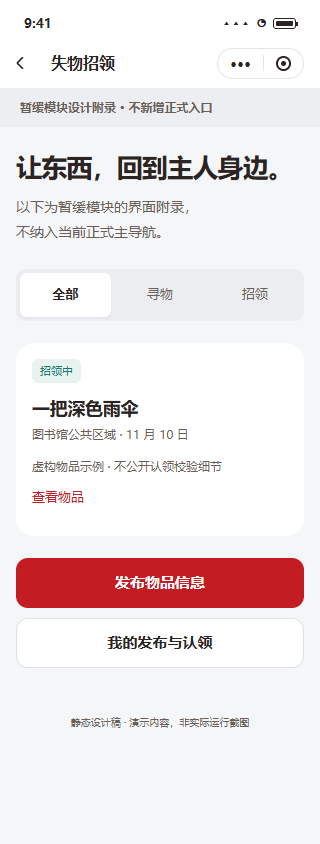 9:41
失物招领
暂缓模块设计附录 · 不新增正式入口
让东西，回到主人身边。
以下为暂缓模块的界面附录，
不纳入当前正式主导航。
全部
寻物
招领
招领中
一把深色雨伞
图书馆公共区域 · 11 月 10 日
虚构物品示例 · 不公开认领校验细节
查看物品
发布物品信息
我的发布与认领
静态设计稿 · 演示内容，非实际运行截图